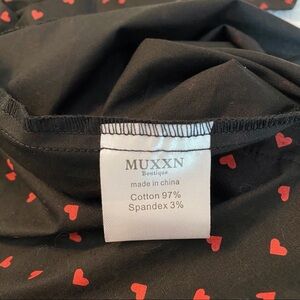 MUXXN
Boutique
made in china
Cotton 97%
Spandex 3%